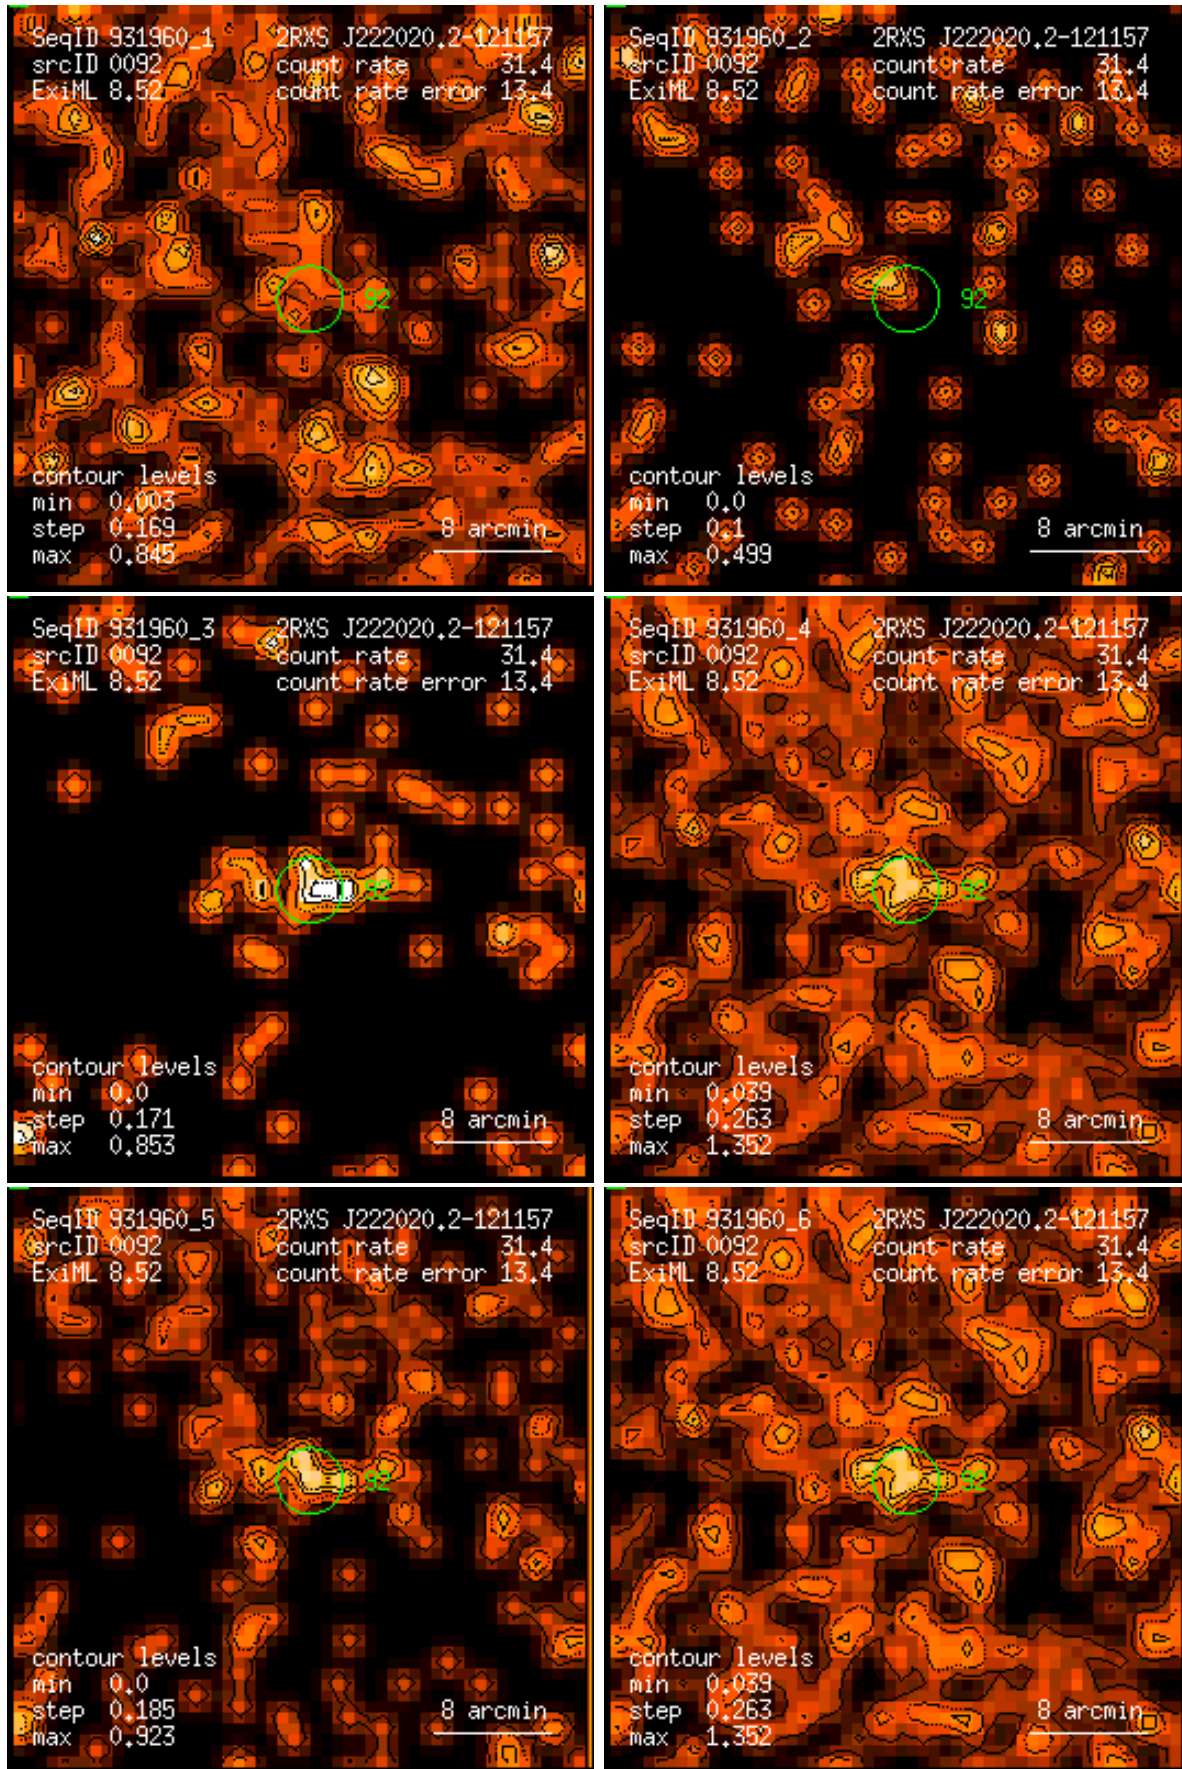 SeqID 931960_1 2RXS J222020.2-121157
srcID 0092 count rate 31.4
ExiML 8.52 count rate error 13.4
92
contour levels
min 0.003
step 0.169 8 arcmin
max 0.845
SeqID 931960_2 2RXS J222020.2-121157
srcID 0092 count rate 31.4
ExiML 8.52 count rate error 13.4
92
contour levels
min 0.0
step 0.1 8 arcmin
max 0.499
SeqID 931960_3 2RXS J222020.2-121157
srcID 0092 count rate 31.4
ExiML 8.52 count rate error 13.4
92
contour levels
min 0.0
step 0.171 8 arcmin
max 0.853
SeqID 931960_4 2RXS J222020.2-121157
srcID 0092 count rate 31.4
ExiML 8.52 count rate error 13.4
92
contour levels
min 0.039
step 0.263 8 arcmin
max 1.352
SeqID 931960_5 2RXS J222020.2-121157
srcID 0092 count rate 31.4
ExiML 8.52 count rate error 13.4
92
contour levels
min 0.0
step 0.185 8 arcmin
max 0.923
SeqID 931960_6 2RXS J222020.2-121157
srcID 0092 count rate 31.4
ExiML 8.52 count rate error 13.4
92
contour levels
min 0.039
step 0.263 8 arcmin
max 1.352